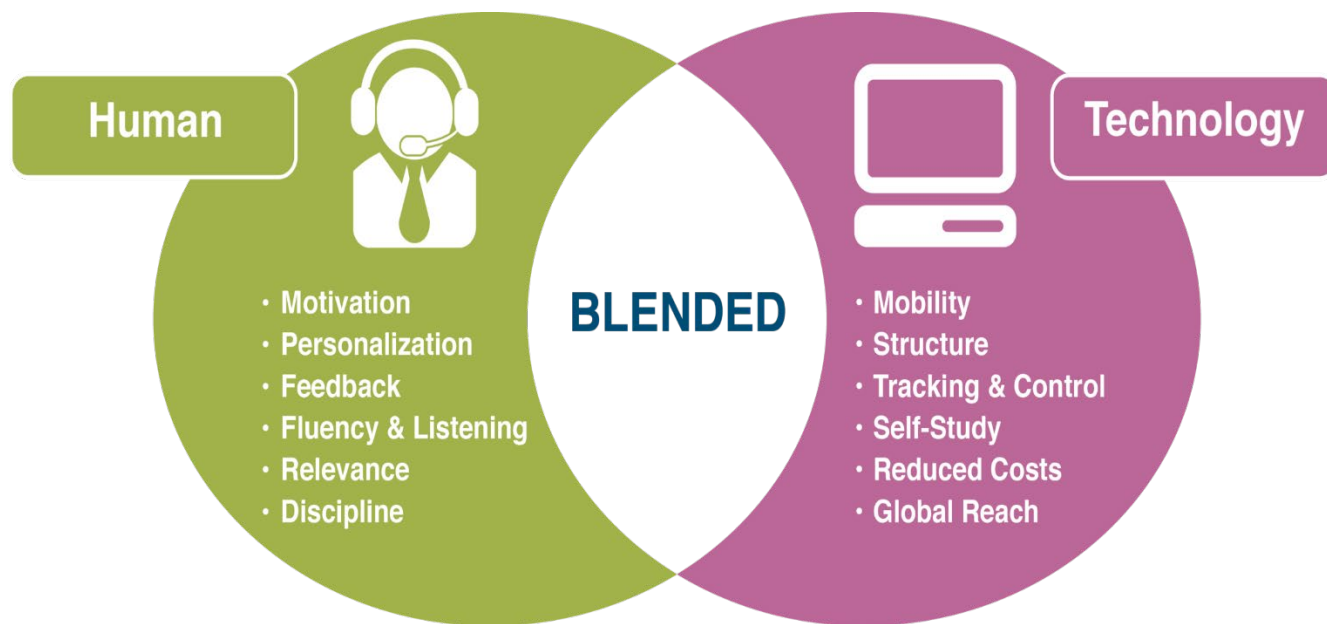 Human
Technology
BLENDED
· Motivation
· Personalization
· Feedback
· Fluency & Listening
· Relevance
· Discipline
· Mobility
· Structure
· Tracking & Control
· Self-Study
· Reduced Costs
· Global Reach